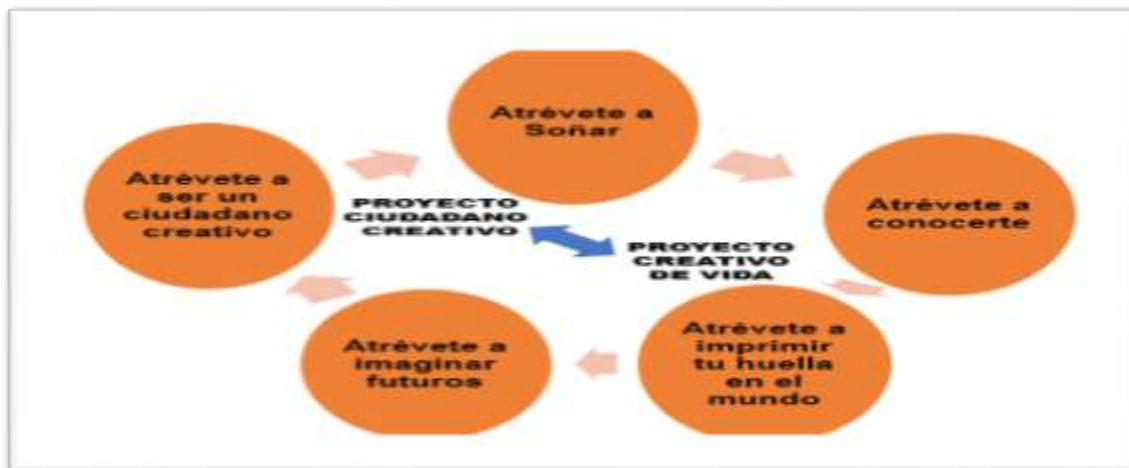 Atrévete a
Soñar
Atrévete a
conocerte
Atrévete a
imprimir
tu huella
en el
mundo
Atrévete a
imaginar
futuros
Atrévete a
ser un
ciudadano
creativo
PROYECTO
CIUDADANO
CREATIVO
PROYECTO
CREATIVO
DE VIDA